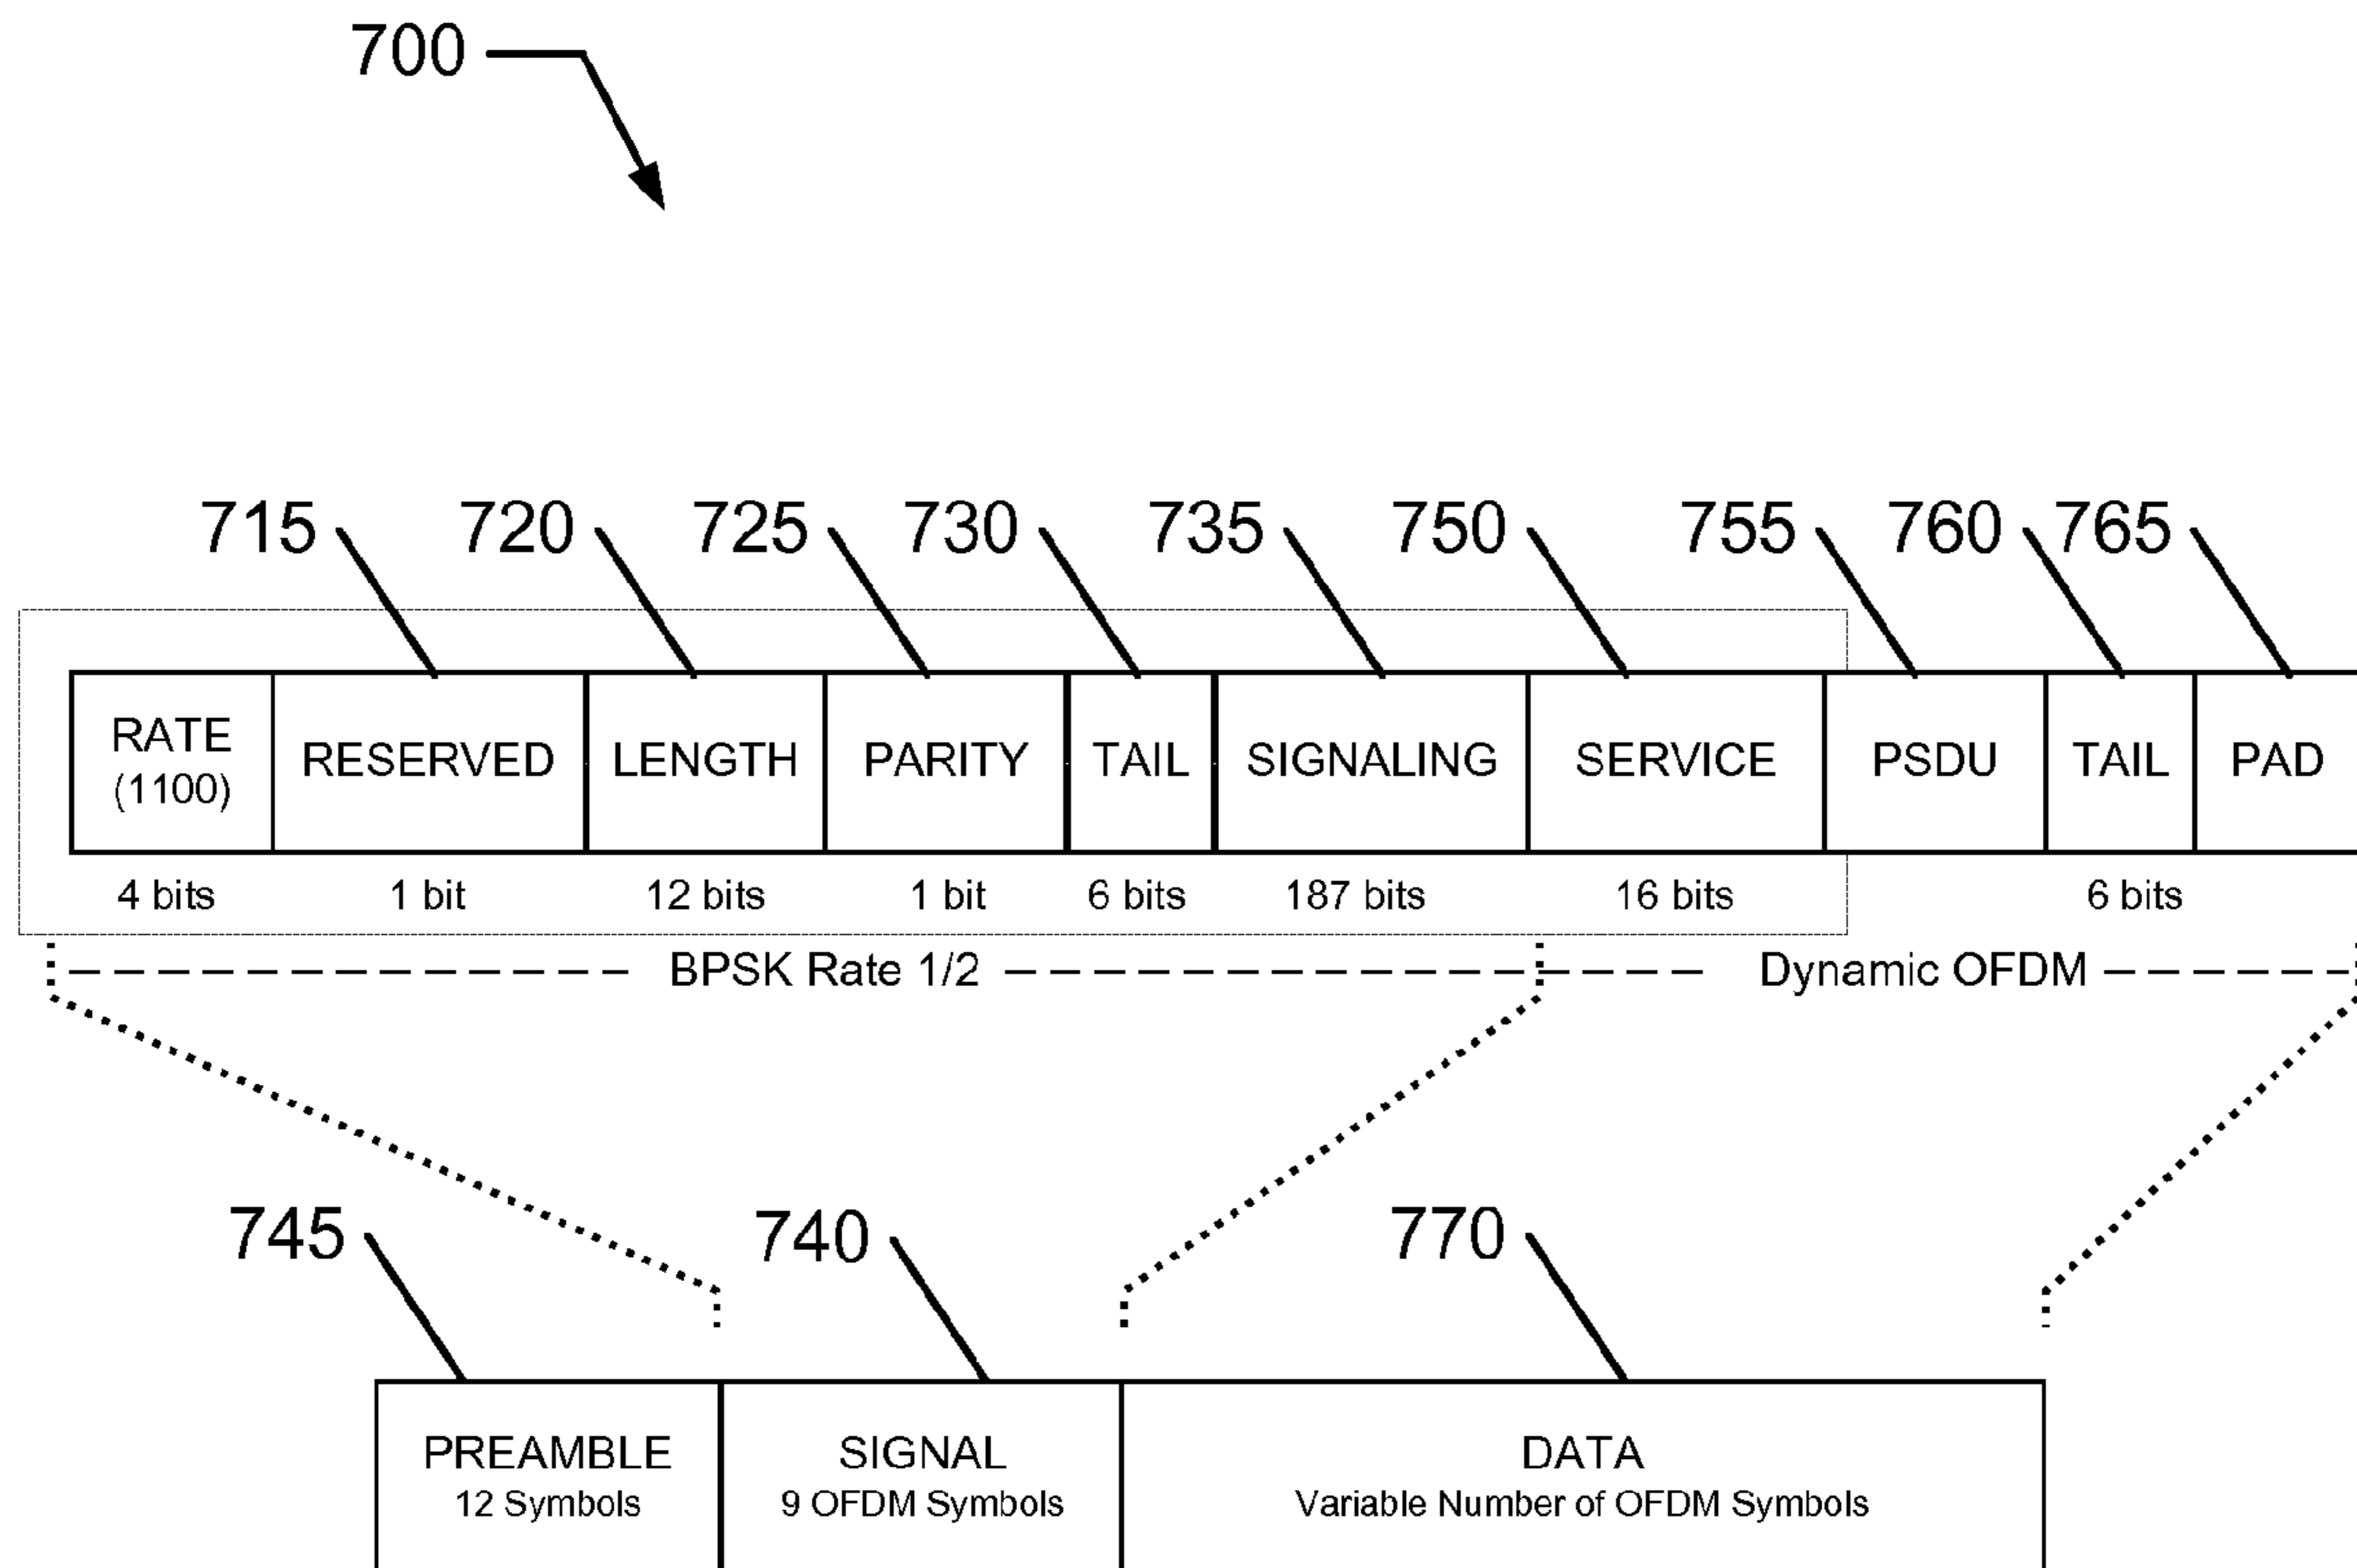 700
715 720 725 730 735 750 755 760 765
RATE
(1100)
RESERVED LENGTH PARITY TAIL SIGNALING SERVICE PSDU TAIL PAD
4 bits 1 bit 12 bits 1 bit 6 bits 187 bits 16 bits 6 bits
BPSK Rate 1/2 Dynamic OFDM
745 740 770
PREAMBLE SIGNAL DATA
12 Symbols 9 OFDM Symbols Variable Number of OFDM Symbols